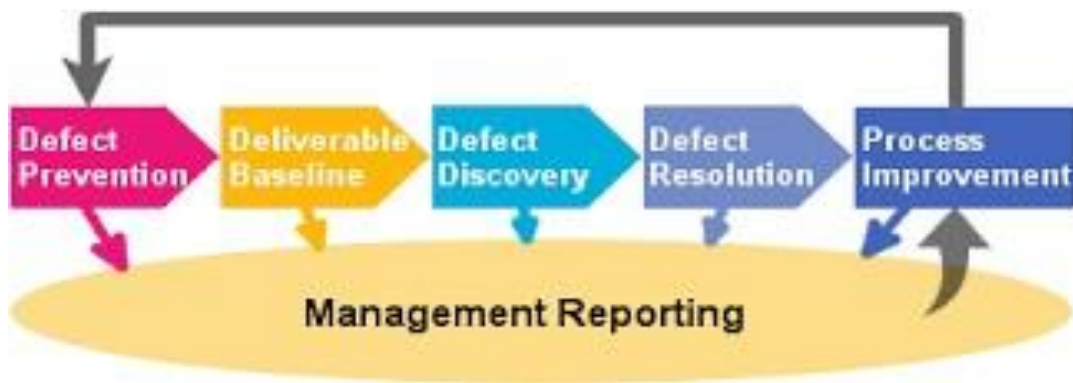 Defect
Prevention
Deliverable
Baseline
Defect
Discovery
Defect
Resolution
Process
Improvement
Management Reporting